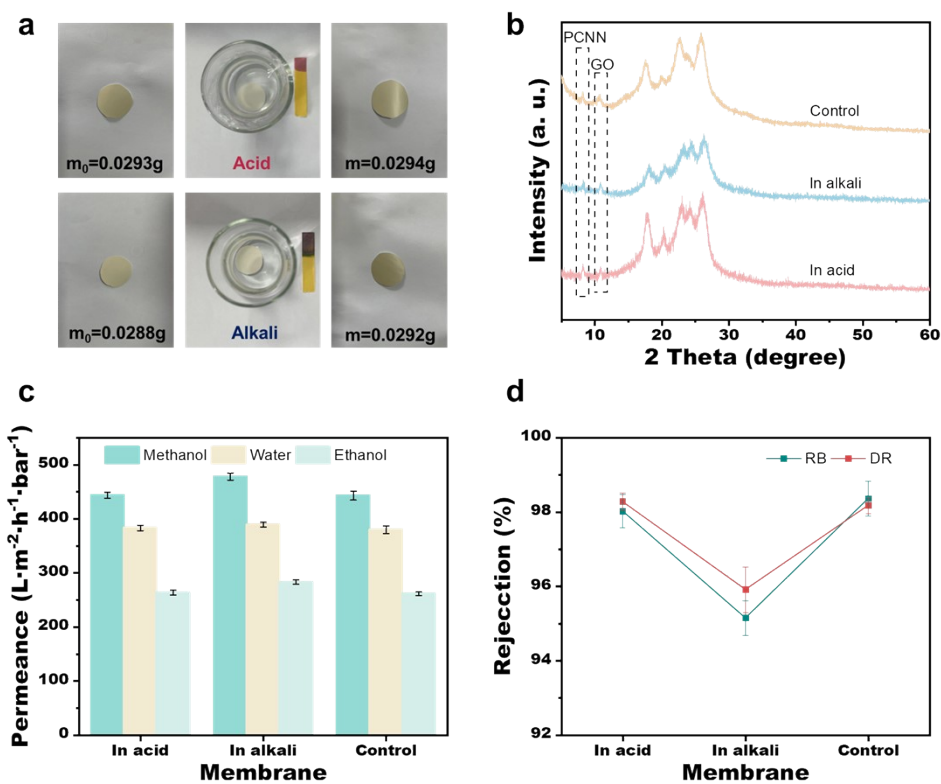 a
m₀=0.0293g
Acid
m=0.0294g
m₀=0.0288g
Alkali
m=0.0292g
b
PCNN
GO
Control
In alkali
In acid
Intensity (a. u.)
10 20 30 40 50 60
2 Theta (degree)
c
Methanol Water Ethanol
500
400
300
200
100
0
Permeance (L·m⁻²·h⁻¹·bar⁻¹)
In acid In alkali Control
Membrane
d
RB DR
100
98
96
94
92
Rejecction (%)
In acid In alkali Control
Membrane